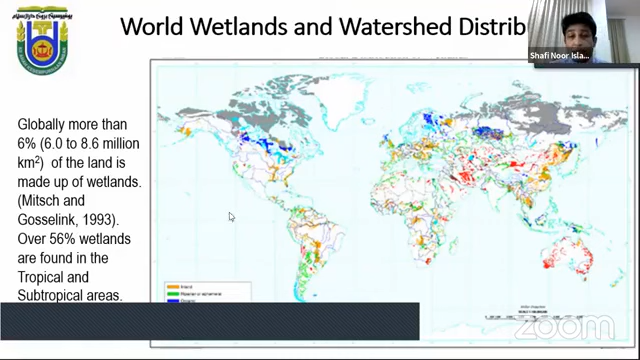 World Wetlands and Watershed Distrib
Shafi Noor Isla...
Globally more than
6% (6.0 to 8.6 million
km²) of the land is
made up of wetlands.
(Mitsch and
Gosselink, 1993).
Over 56% wetlands
are found in the
Tropical and
Subtropical areas.
zoom